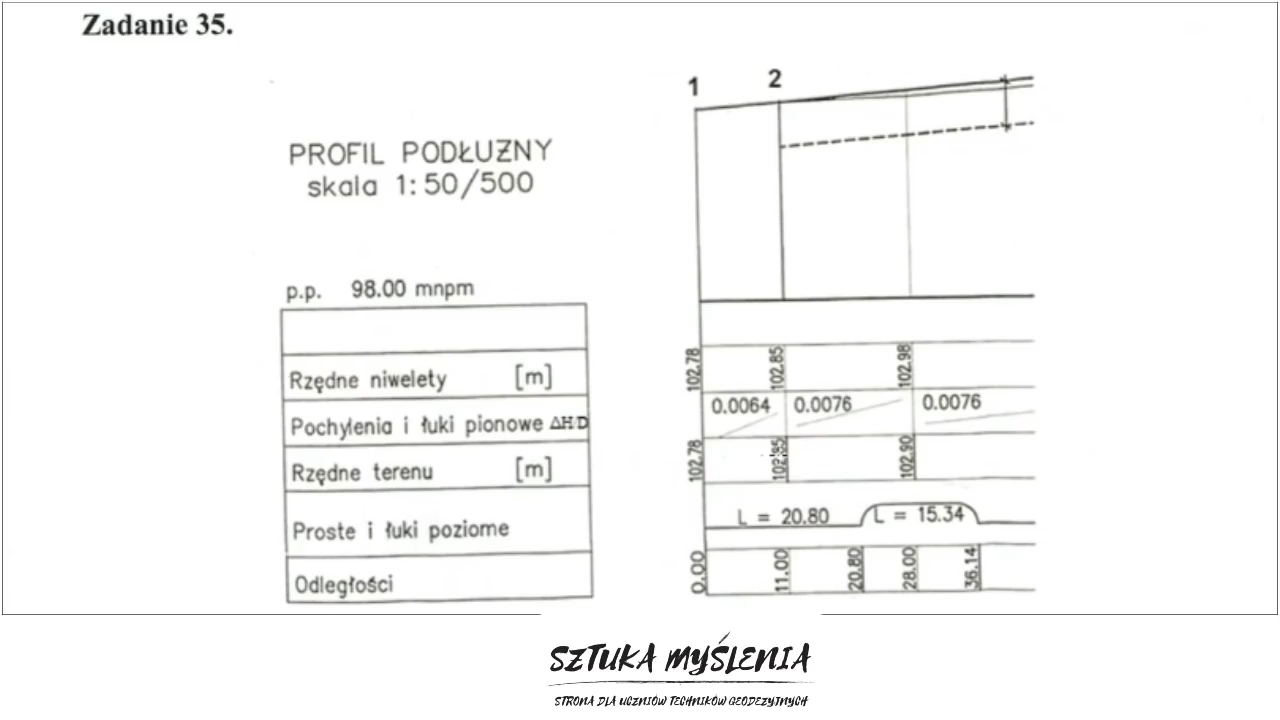 Zadanie 35.
1 2
PROFIL PODŁUŻNY
skala 1:50/500
p.p. 98.00 mnpm
Rzędne niwelety [m] 102.78 102.85 102.98
Pochylenia i łuki pionowe ΔH/D 0.0064 0.0076 0.0076
Rzędne terenu [m] 102.78 102.85 102.90
Proste i łuki poziome L = 20.80 L = 15.34
Odległości 0.00 11.00 20.80 28.00 36.14
SZTUKA MYŚLENIA
STRONA DLA UCZNIÓW TECHNIKÓW GEODEZYJNYCH